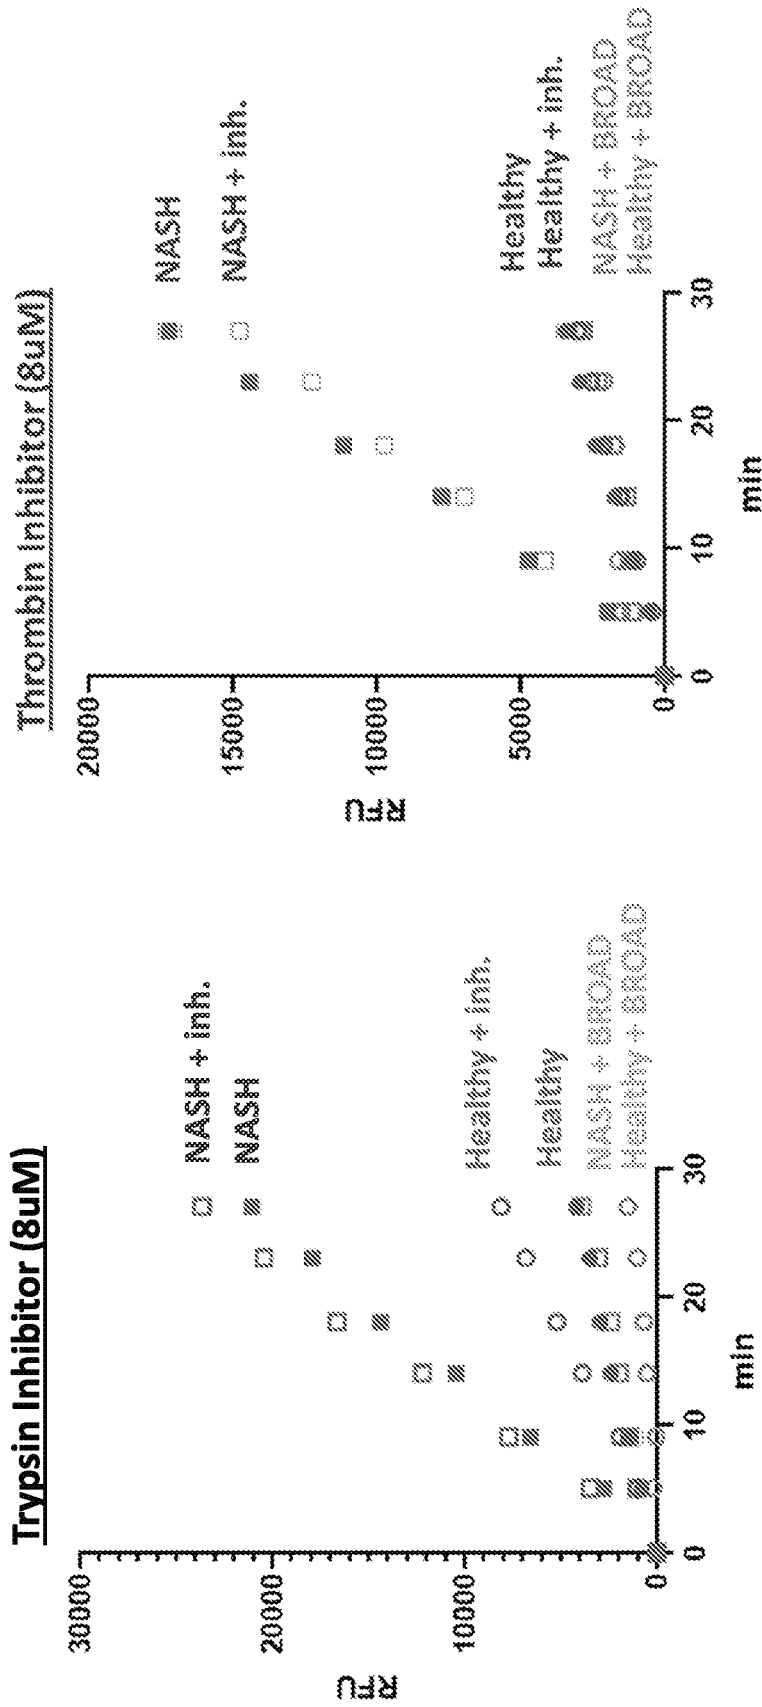 Trypsin Inhibitor (8uM)
30000
20000
10000
0
RFU
0
10
20
30
min
NASH + inh.
NASH
Healthy + inh.
Healthy
NASH + BROAD
Healthy + BROAD
Thrombin Inhibitor (8uM)
20000
15000
10000
5000
0
RFU
0
10
20
30
min
NASH
NASH + inh.
Healthy
Healthy + inh.
NASH + BROAD
Healthy + BROAD